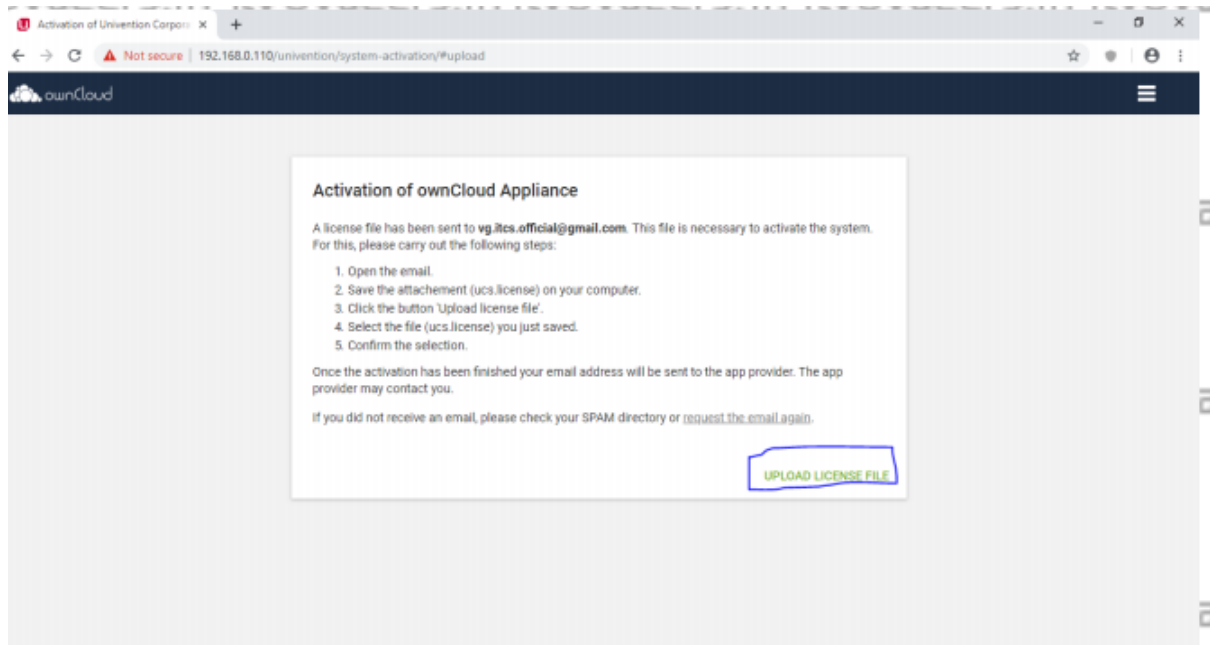 Activation of Univention Corpor
Not secure | 192.168.0.110/univention/system-activation/#upload
ownCloud
Activation of ownCloud Appliance
A license file has been sent to vg.itcs.official@gmail.com. This file is necessary to activate the system.
For this, please carry out the following steps:
1. Open the email.
2. Save the attachement (ucs.license) on your computer.
3. Click the button 'Upload license file'.
4. Select the file (ucs.license) you just saved.
5. Confirm the selection.
Once the activation has been finished your email address will be sent to the app provider. The app
provider may contact you.
If you did not receive an email, please check your SPAM directory or request the email again.
UPLOAD LICENSE FILE